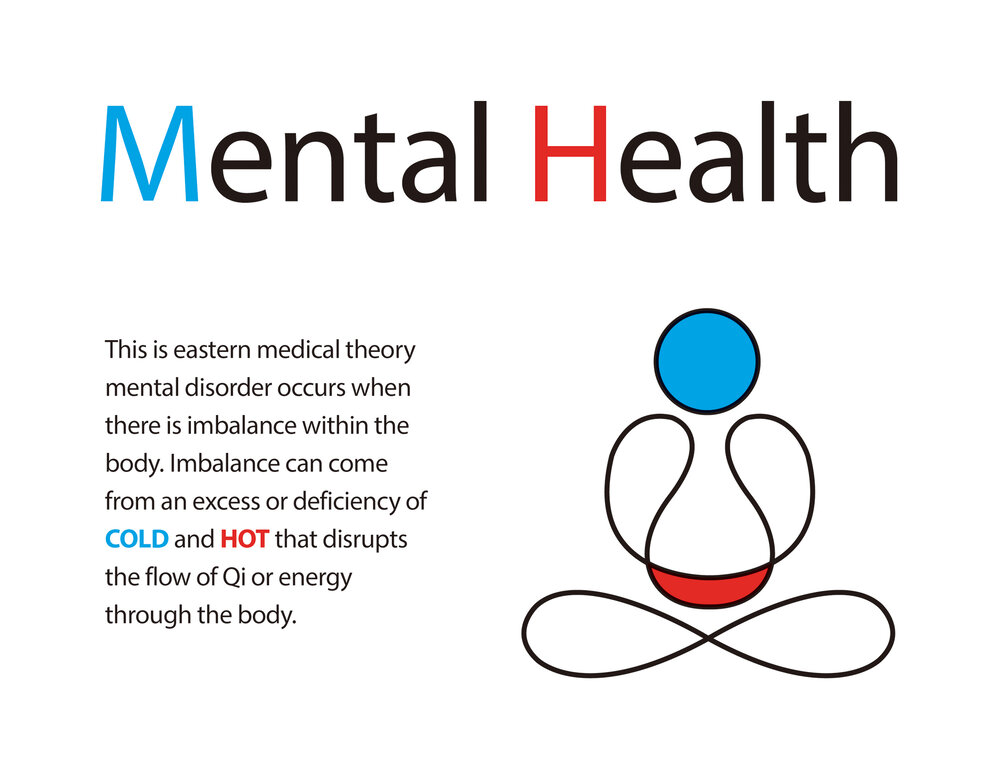 Mental Health
This is eastern medical theory
mental disorder occurs when
there is imbalance within the
body. Imbalance can come
from an excess or deficiency of
COLD and HOT that disrupts
the flow of Qi or energy
through the body.